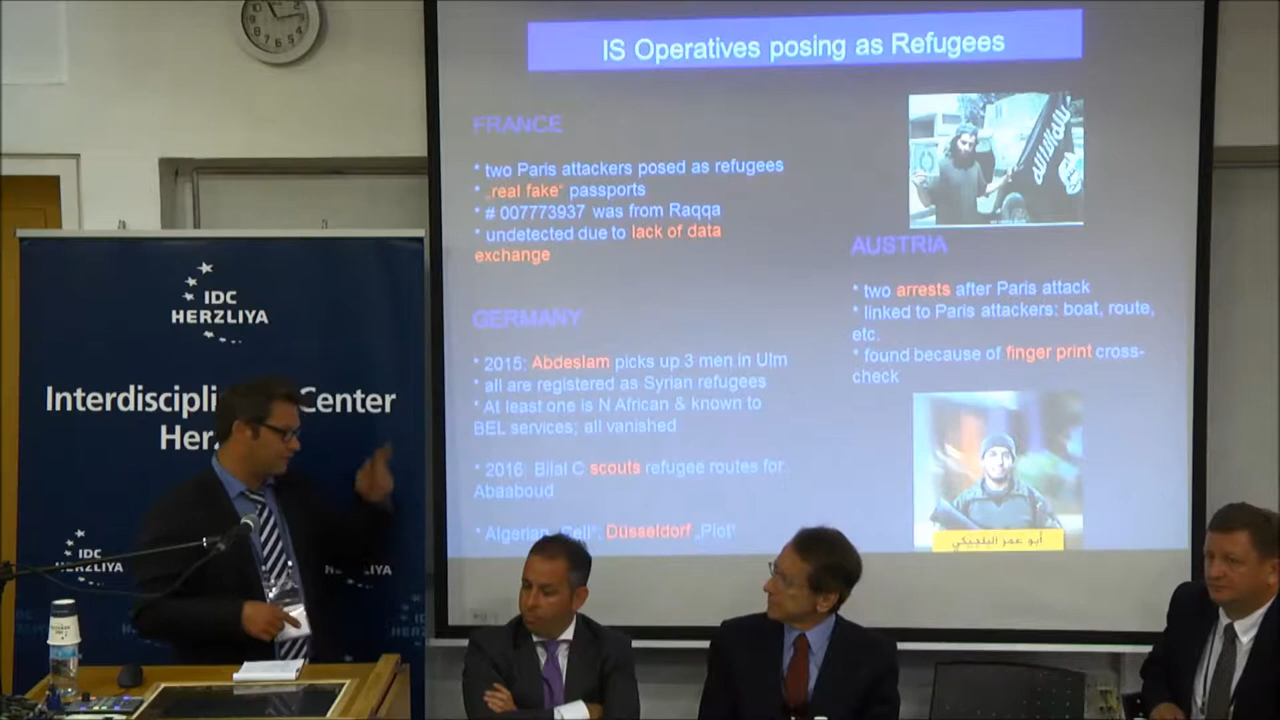 IS Operatives posing as Refugees
FRANCE
* two Paris attackers posed as refugees
* „real fake“ passports
* # 007773937 was from Raqqa
* undetected due to lack of data
exchange
GERMANY
* 2015: Abdeslam picks up 3 men in Ulm
* all are registered as Syrian refugees
* At least one is N African & known to
BEL services; all vanished
* 2016: Bilal C scouts refugee routes for
Abaaboud
* Algerian „Cell“: Düsseldorf „Plot“
AUSTRIA
* two arrests after Paris attack
* linked to Paris attackers: boat, route,
etc.
* found because of finger print cross-
check
أبو عمر البلجيكي
IDC
HERZLIYA
Interdiscipli Center
Her
IDC
HERZLIYA
IDC
HERZLIYA